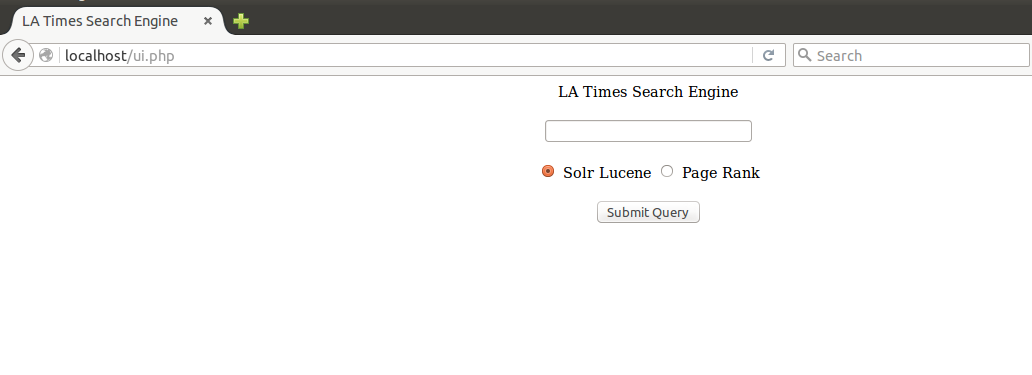 LA Times Search Engine
localhost/ui.php
Search
LA Times Search Engine
Solr Lucene Page Rank
Submit Query